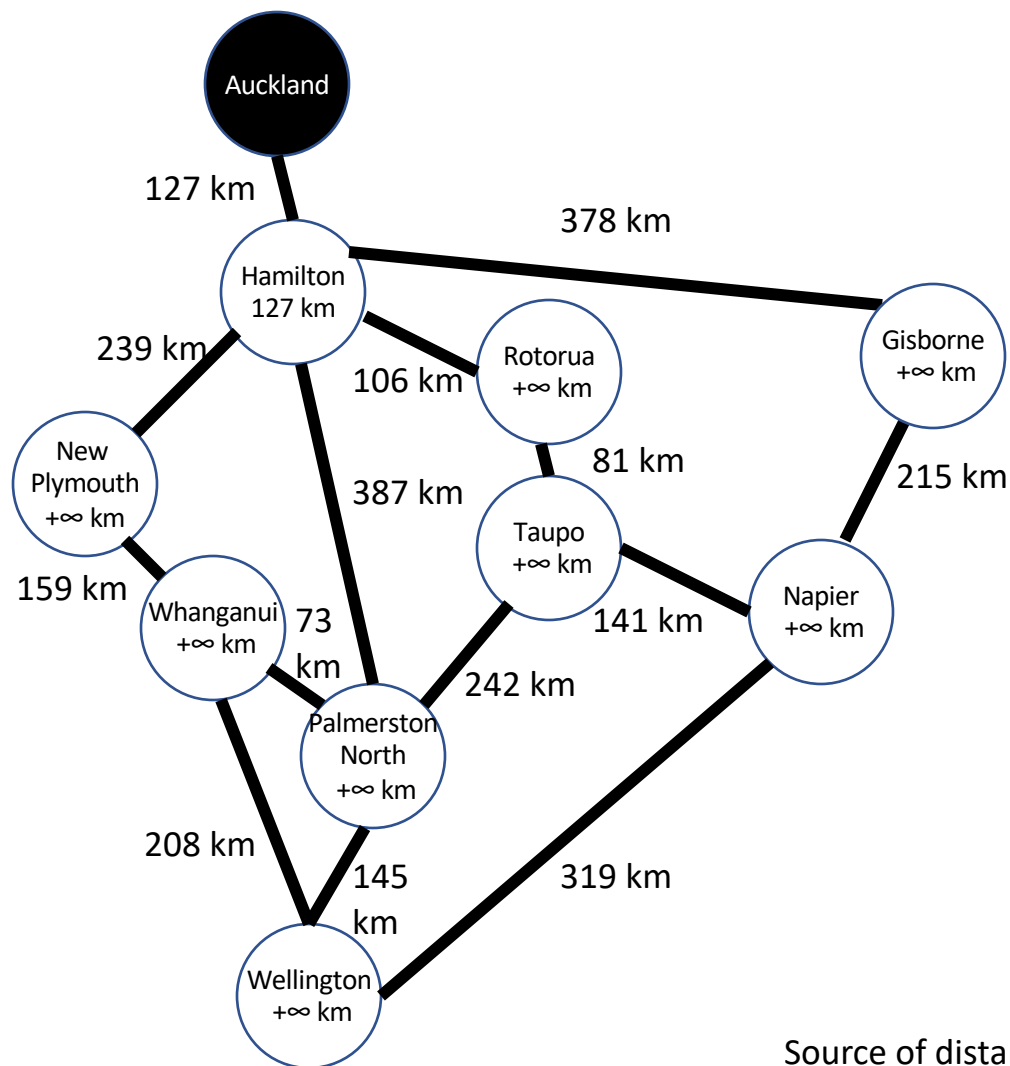 Auckland
127 km
378 km
Hamilton
127 km
Gisborne
+∞ km
239 km
Rotorua
+∞ km
106 km
New
Plymouth
+∞ km
387 km
81 km
215 km
Taupo
+∞ km
159 km
Whanganui
+∞ km
73
km
141 km
Napier
+∞ km
242 km
Palmerston
North
+∞ km
208 km
145
km
319 km
Wellington
+∞ km
Source of dista